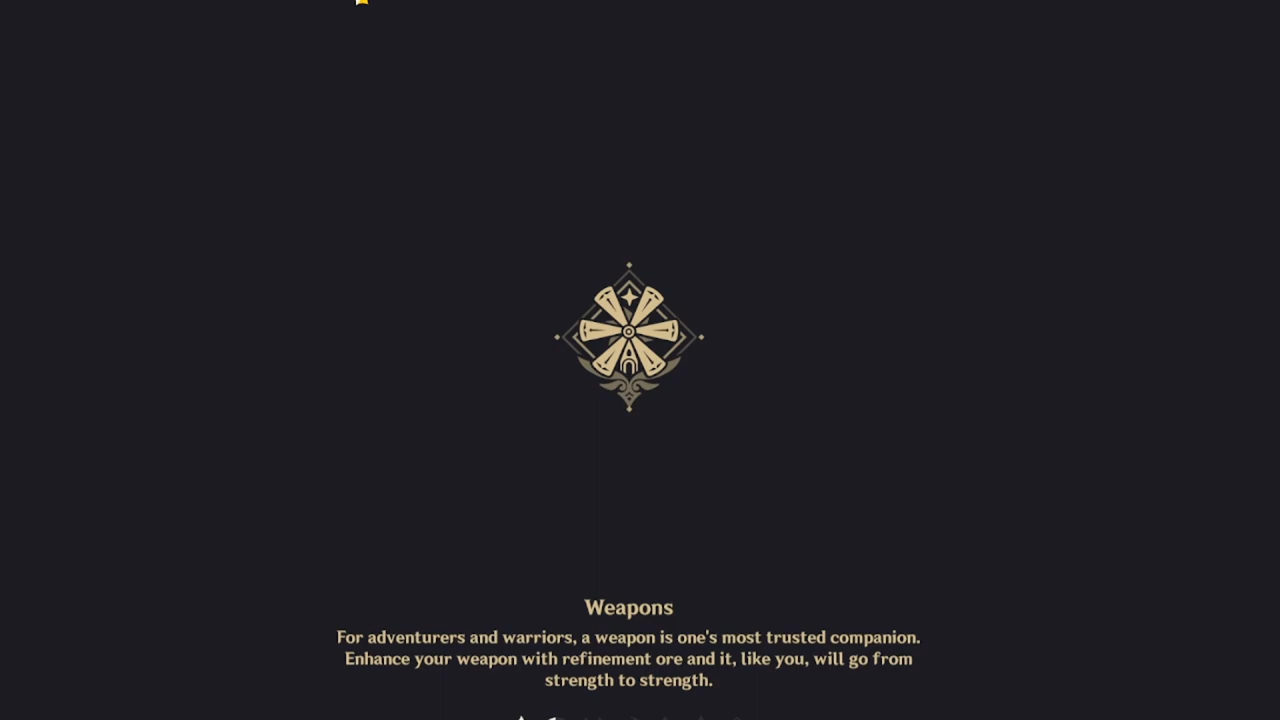 Weapons
For adventurers and warriors, a weapon is one's most trusted companion.
Enhance your weapon with refinement ore and it, like you, will go from
strength to strength.